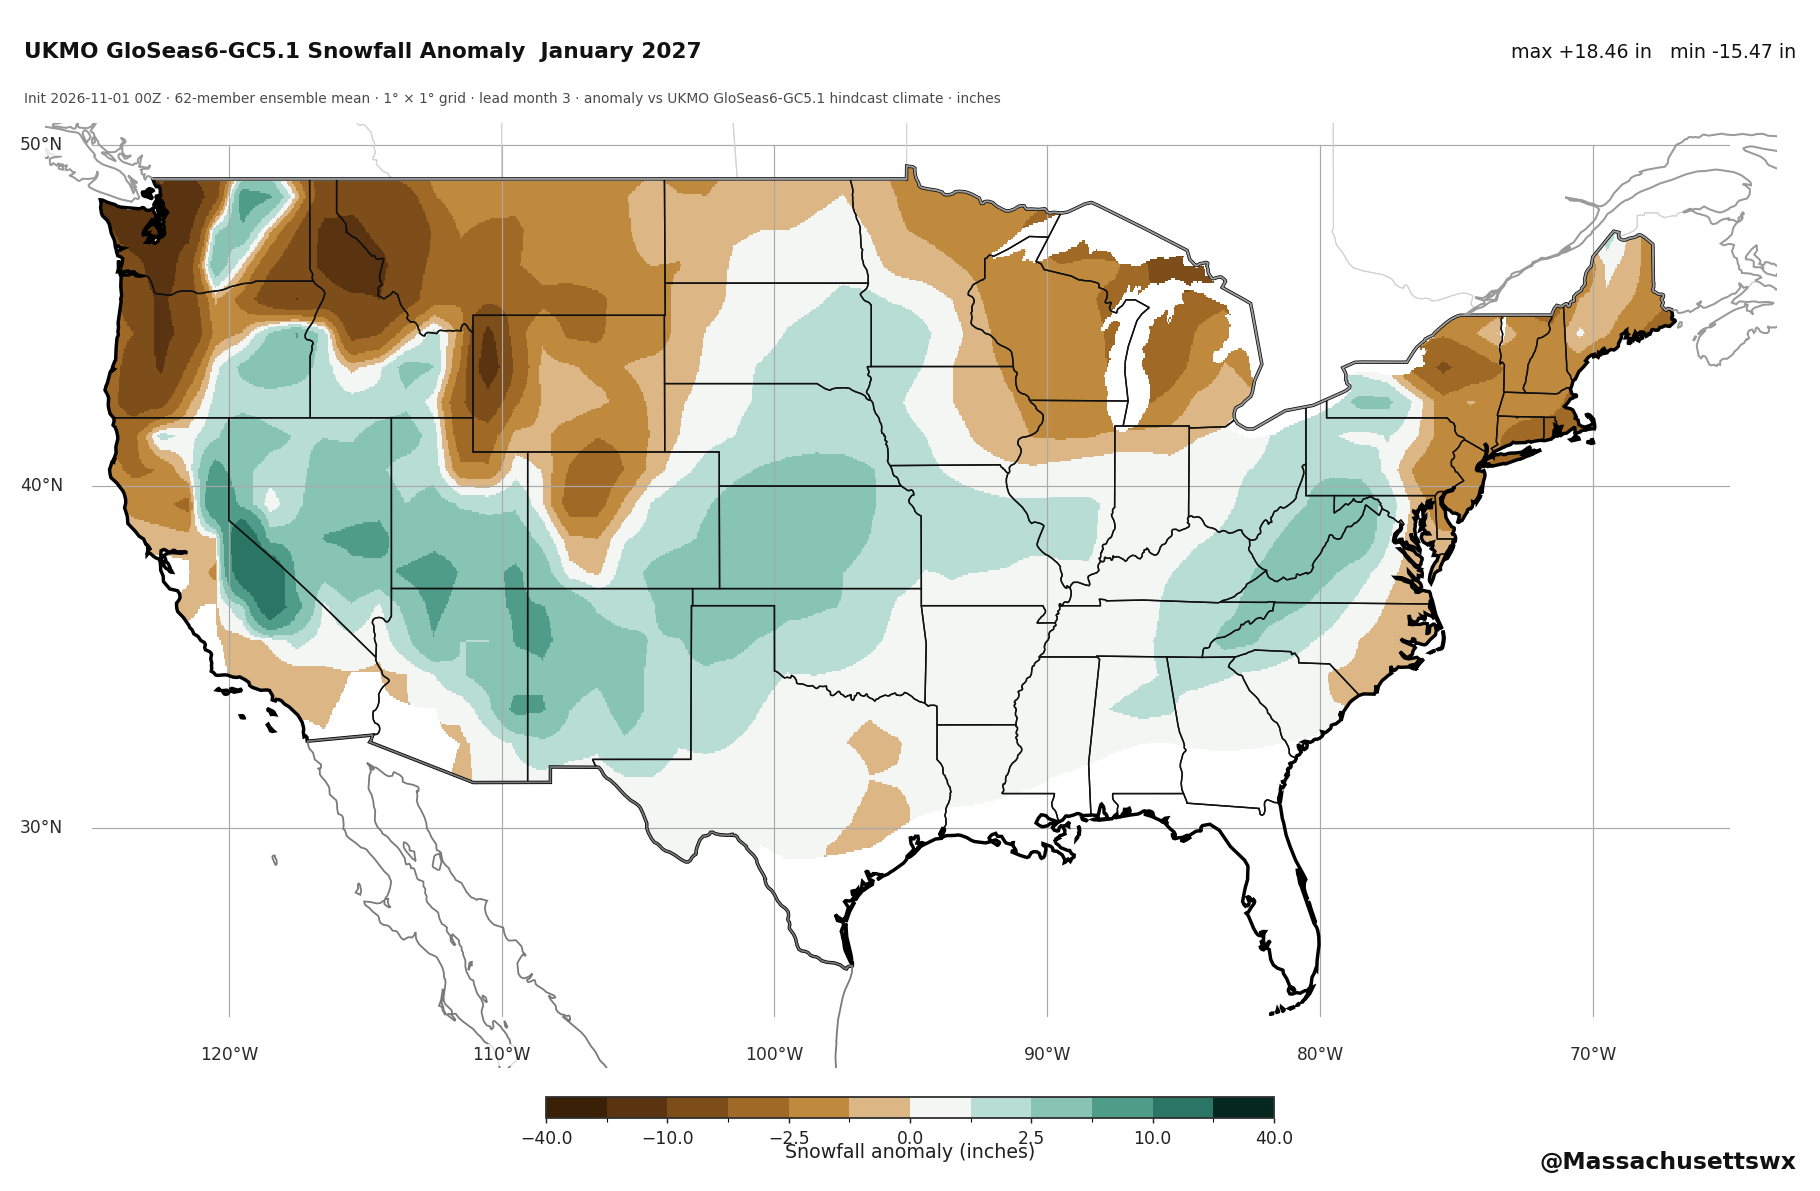 UKMO GloSeas6-GC5.1 Snowfall Anomaly  January 2027
max +18.46 in   min -15.47 in
Init 2026-11-01 00Z · 62-member ensemble mean · 1° × 1° grid · lead month 3 · anomaly vs UKMO GloSeas6-GC5.1 hindcast climate · inches
50°N
40°N
30°N
120°W 110°W 100°W 90°W 80°W 70°W
−40.0 −10.0 −2.5 0.0 2.5 10.0 40.0
Snowfall anomaly (inches)
@Massachusettswx